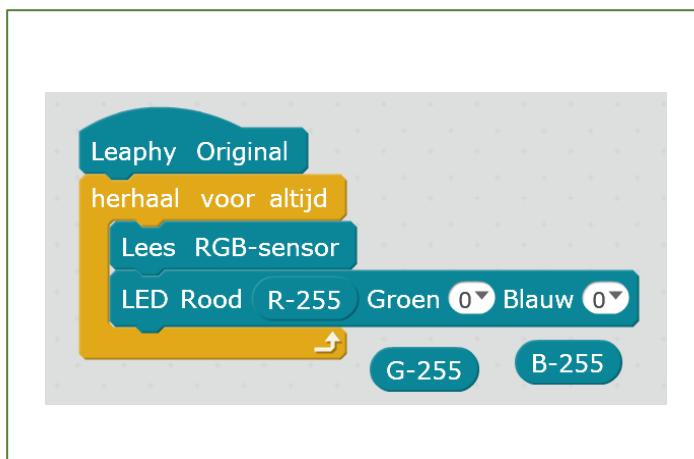 Leaphy Original
herhaal voor altijd
Lees RGB-sensor
LED Rood R-255 Groen 0 Blauw 0
G-255 B-255